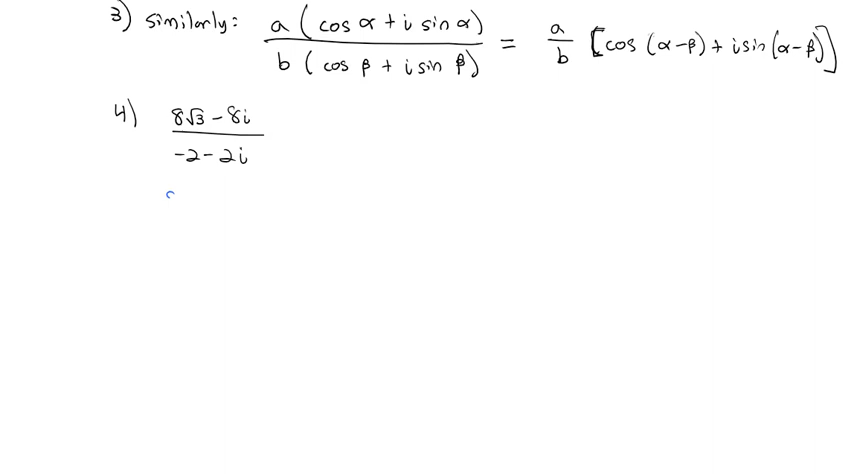 3) similarly: a ( cos α + i sin α) / b ( cos β + i sin β) = a / b [cos (α-β) + i sin (α-β)]
4) 8√3 - 8i / -2 - 2i